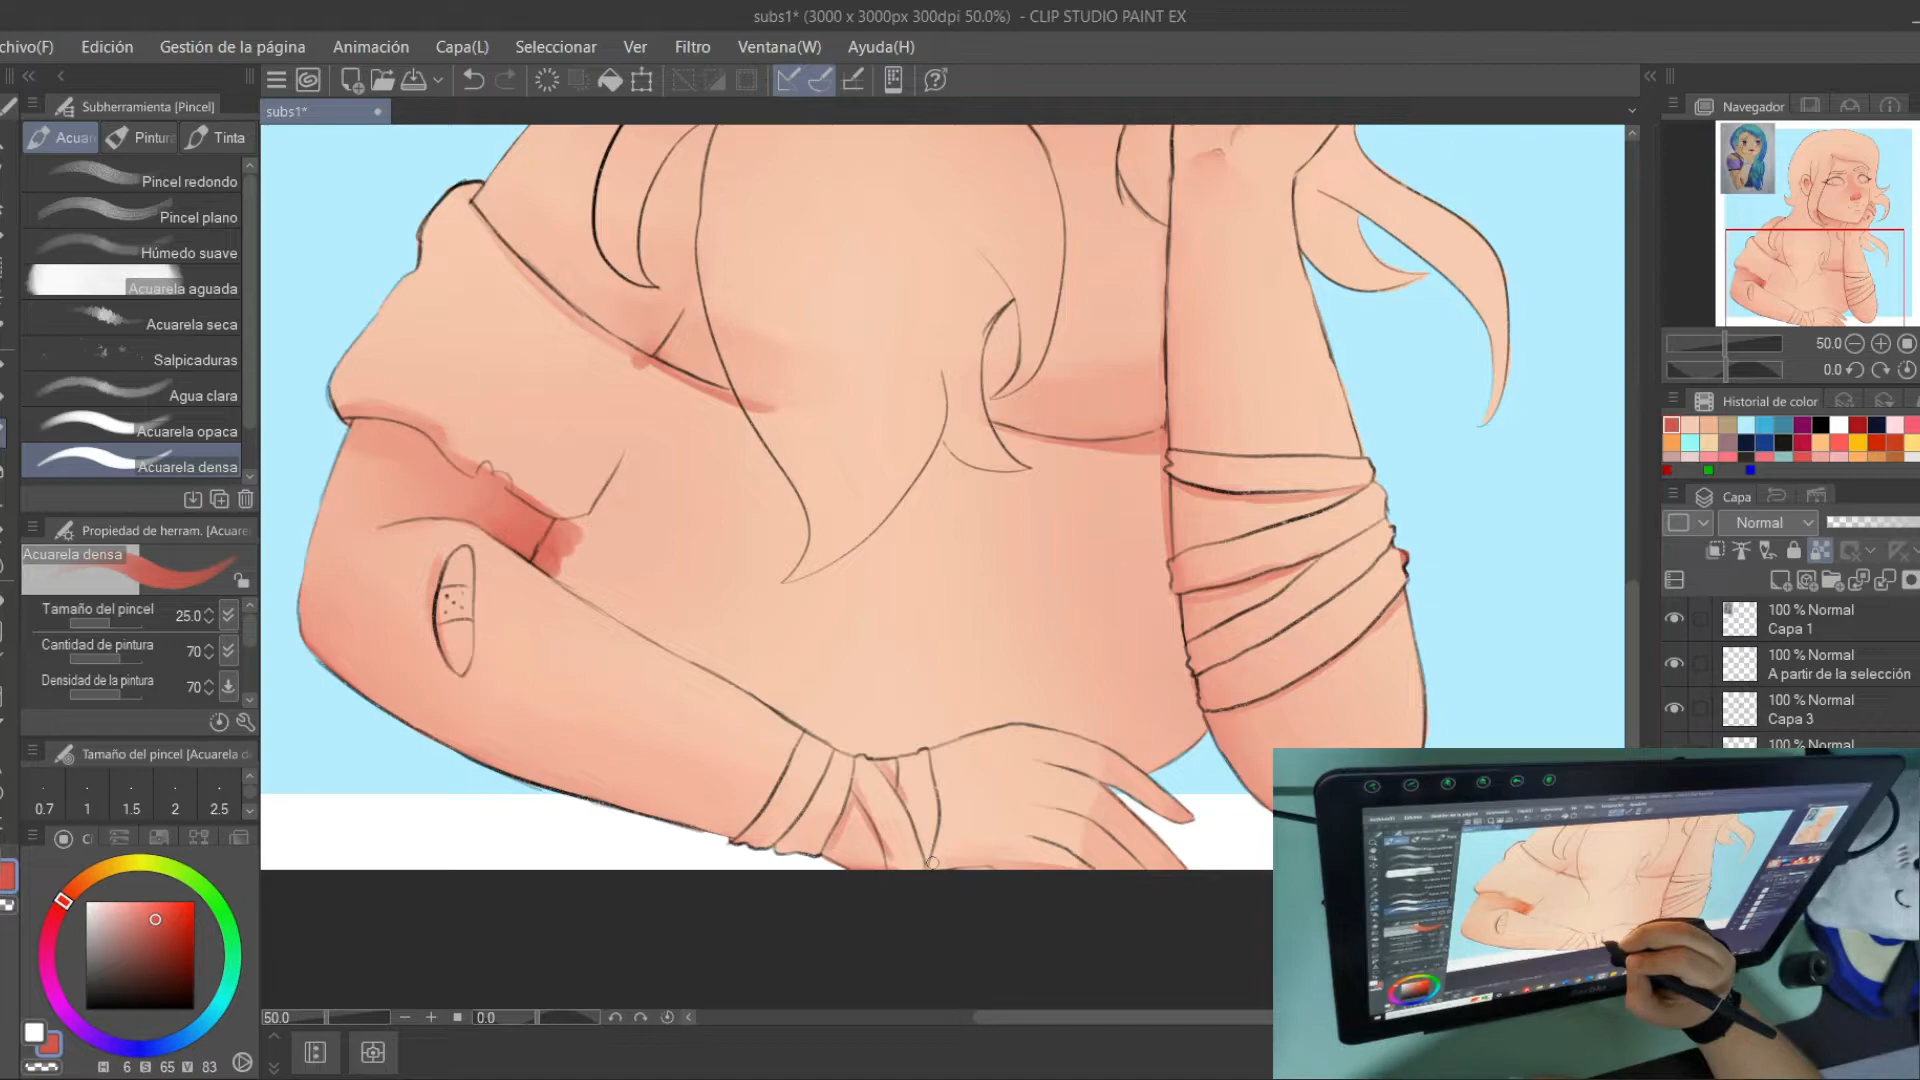 subs1* (3000 x 3000px 300dpi 50.0%)  - CLIP STUDIO PAINT EX
chivo(F) Edición Gestión de la página Animación Capa(L) Seleccionar Ver Filtro Ventana(W) Ayuda(H)
Subherramienta [Pincel]
subs1*
Navegador
Acuar Pintura Tinta
Pincel redondo
Pincel plano
Húmedo suave
Acuarela aguada
Acuarela seca
Salpicaduras
Agua clara
Acuarela opaca
Acuarela densa
50.0
0.0
Historial de color
Capa
Normal
Propiedad de herram. [Acuarel
Acuarela densa
Tamaño del pincel 25.0
Cantidad de pintura 70
Densidad de la pintura 70
100 % Normal
Capa 1
100 % Normal
A partir de la selección
100 % Normal
Capa 3
100 % Normal
Tamaño del pincel [Acuarela d
0.7 1 1.5 2 2.5
50.0 0.0
H 6 S 65 V 83